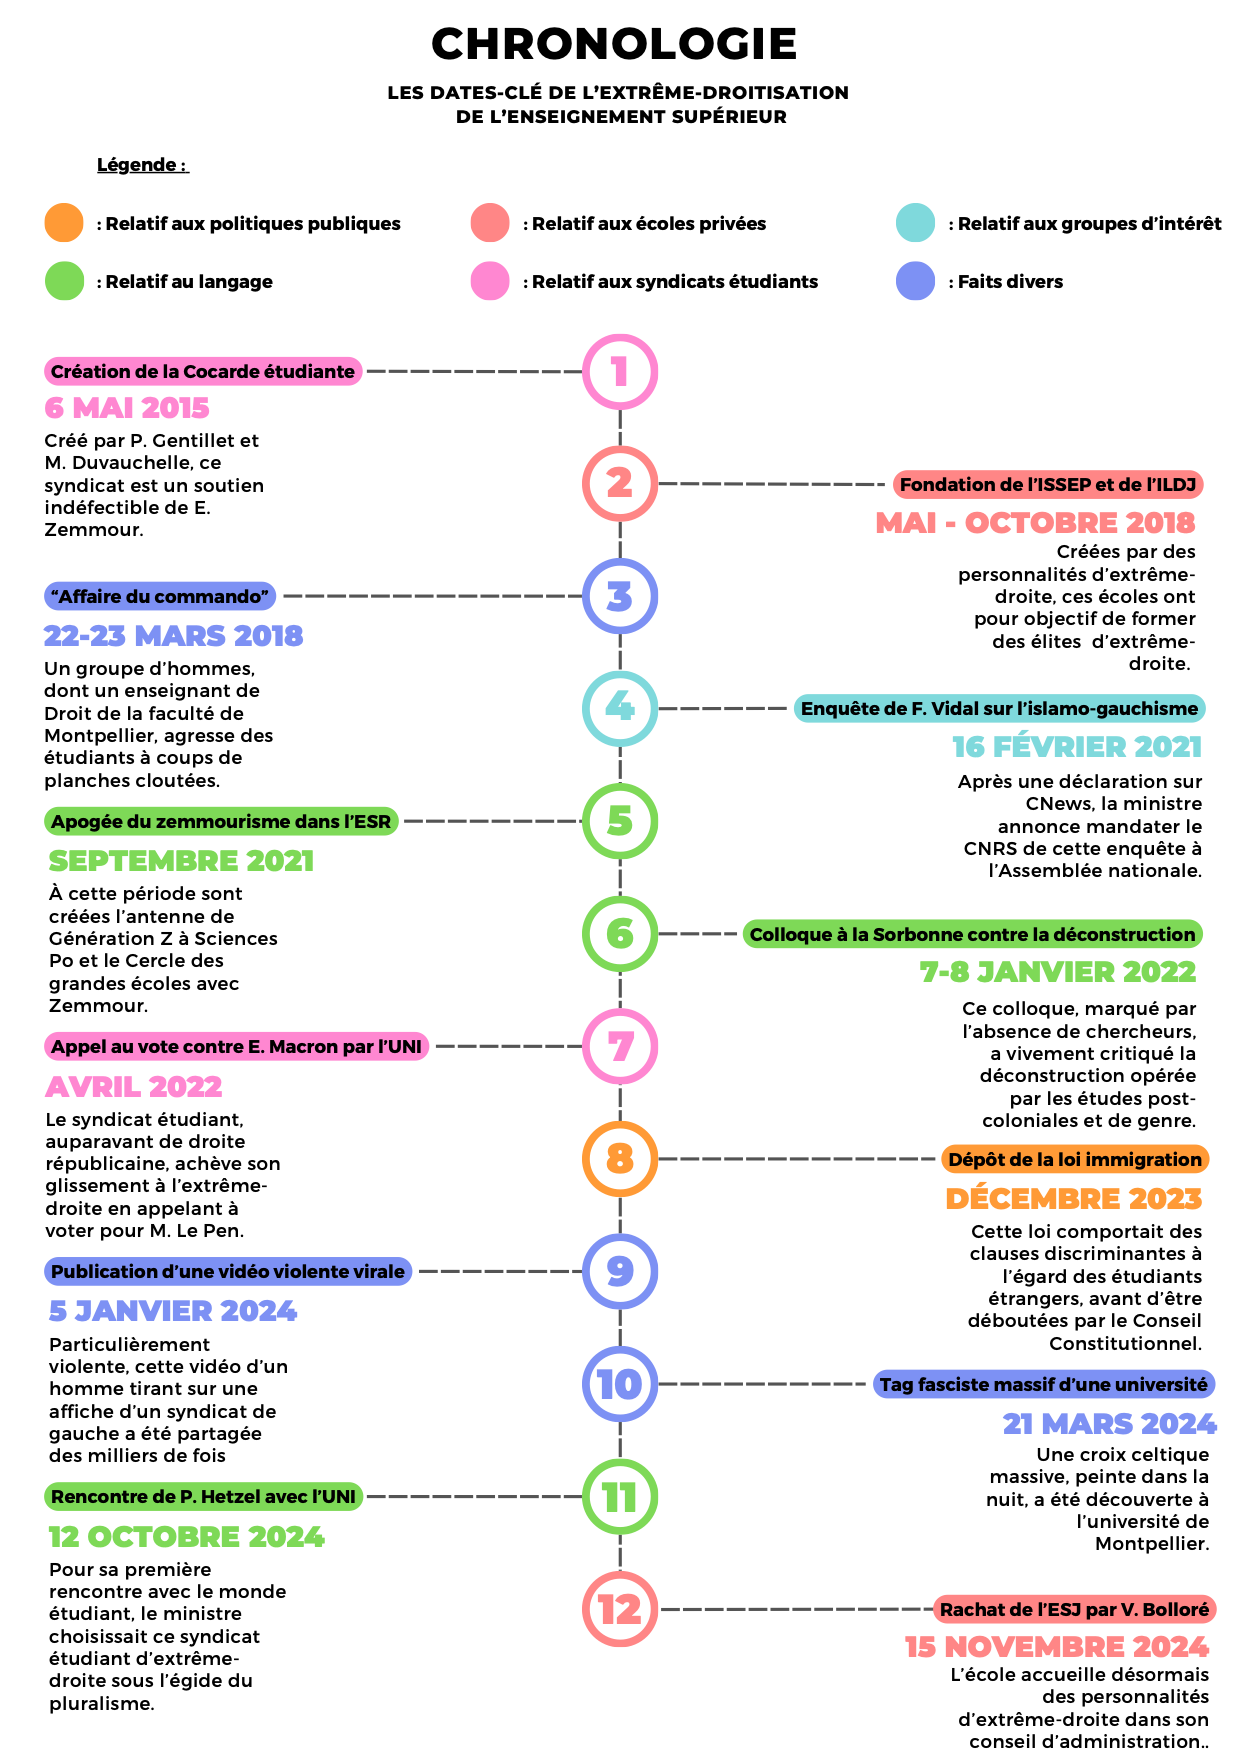 CHRONOLOGIE
LES DATES-CLÉ DE L'EXTRÊME-DROITISATION
DE L'ENSEIGNEMENT SUPÉRIEUR
Légende :
: Relatif aux politiques publiques
: Relatif aux écoles privées
: Relatif aux groupes d'intérêt
: Relatif au langage
: Relatif aux syndicats étudiants
: Faits divers
1
Création de la Cocarde étudiante
6 MAI 2015
Créé par P. Gentillet et
M. Duvauchelle, ce
syndicat est un soutien
indéfectible de E.
Zemmour.
2
Fondation de l'ISSEP et de l'ILDJ
MAI - OCTOBRE 2018
Créées par des
personnalités d'extrême-
droite, ces écoles ont
pour objectif de former
des élites  d'extrême-
droite.
3
“Affaire du commando”
22-23 MARS 2018
Un groupe d'hommes,
dont un enseignant de
Droit de la faculté de
Montpellier, agresse des
étudiants à coups de
planches cloutées.
4
Enquête de F. Vidal sur l'islamo-gauchisme
16 FÉVRIER 2021
Après une déclaration sur
CNews, la ministre
annonce mandater le
CNRS de cette enquête à
l'Assemblée nationale.
5
Apogée du zemmourisme dans l'ESR
SEPTEMBRE 2021
À cette période sont
créées l'antenne de
Génération Z à Sciences
Po et le Cercle des
grandes écoles avec
Zemmour.
6
Colloque à la Sorbonne contre la déconstruction
7-8 JANVIER 2022
Ce colloque, marqué par
l'absence de chercheurs,
a vivement critiqué la
déconstruction opérée
par les études post-
coloniales et de genre.
7
Appel au vote contre E. Macron par l'UNI
AVRIL 2022
Le syndicat étudiant,
auparavant de droite
républicaine, achève son
glissement à l'extrême-
droite en appelant à
voter pour M. Le Pen.
8
Dépôt de la loi immigration
DÉCEMBRE 2023
Cette loi comportait des
clauses discriminantes à
l'égard des étudiants
étrangers, avant d'être
déboutées par le Conseil
Constitutionnel.
9
Publication d'une vidéo violente virale
5 JANVIER 2024
Particulièrement
violente, cette vidéo d'un
homme tirant sur une
affiche d'un syndicat de
gauche a été partagée
des milliers de fois
10
Tag fasciste massif d'une université
21 MARS 2024
Une croix celtique
massive, peinte dans la
nuit, a été découverte à
l'université de
Montpellier.
11
Rencontre de P. Hetzel avec l'UNI
12 OCTOBRE 2024
Pour sa première
rencontre avec le monde
étudiant, le ministre
choisissait ce syndicat
étudiant d'extrême-
droite sous l'égide du
pluralisme.
12
Rachat de l'ESJ par V. Bolloré
15 NOVEMBRE 2024
L'école accueille désormais
des personnalités
d'extrême-droite dans son
conseil d'administration..